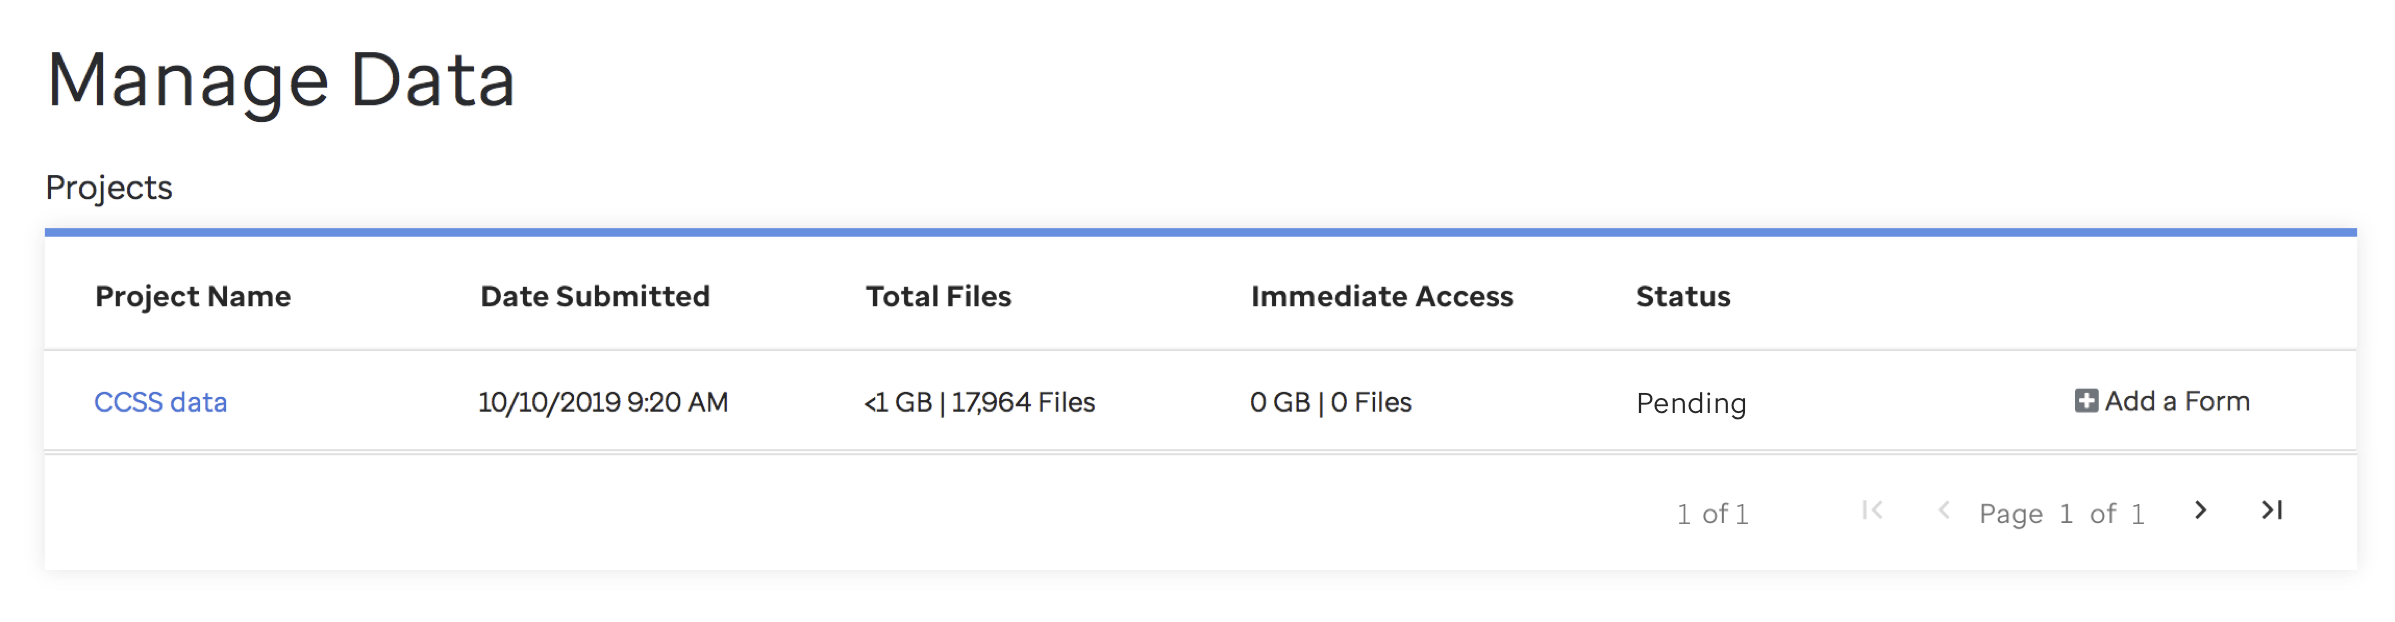 Manage Data
Projects
Project Name Date Submitted Total Files Immediate Access Status
CCSS data 10/10/2019 9:20 AM <1 GB | 17,964 Files 0 GB | 0 Files Pending Add a Form
1 of 1 Page 1 of 1